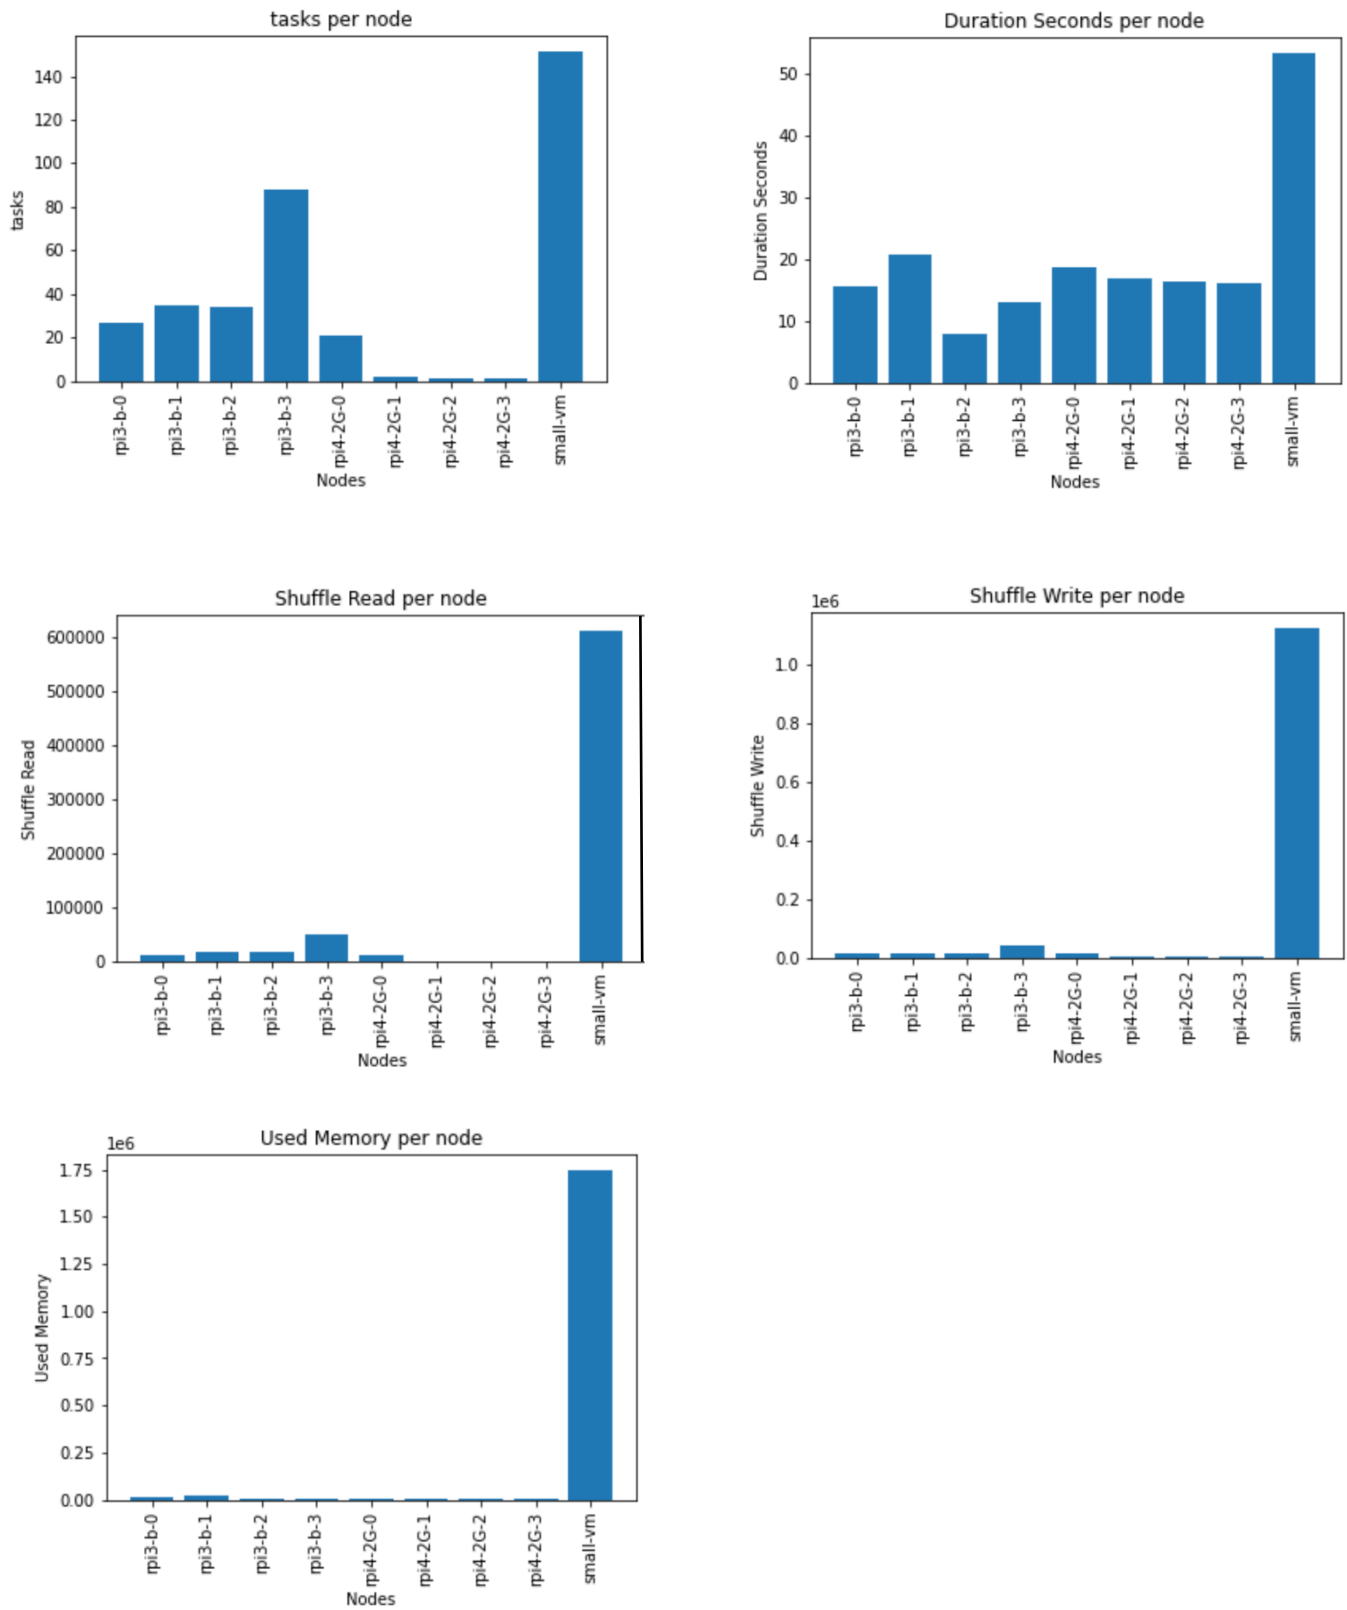 tasks per node
140
120
100
80
60
40
20
0
tasks
rpi3-b-0
rpi3-b-1
rpi3-b-2
rpi3-b-3
rpi4-2G-0
rpi4-2G-1
rpi4-2G-2
rpi4-2G-3
small-vm
Nodes
Duration Seconds per node
50
40
30
20
10
0
Duration Seconds
rpi3-b-0
rpi3-b-1
rpi3-b-2
rpi3-b-3
rpi4-2G-0
rpi4-2G-1
rpi4-2G-2
rpi4-2G-3
small-vm
Nodes
Shuffle Read per node
600000
500000
400000
300000
200000
100000
0
Shuffle Read
rpi3-b-0
rpi3-b-1
rpi3-b-2
rpi3-b-3
rpi4-2G-0
rpi4-2G-1
rpi4-2G-2
rpi4-2G-3
small-vm
Nodes
Shuffle Write per node
1e6
1.0
0.8
0.6
0.4
0.2
0.0
Shuffle Write
rpi3-b-0
rpi3-b-1
rpi3-b-2
rpi3-b-3
rpi4-2G-0
rpi4-2G-1
rpi4-2G-2
rpi4-2G-3
small-vm
Nodes
Used Memory per node
1e6
1.75
1.50
1.25
1.00
0.75
0.50
0.25
0.00
Used Memory
rpi3-b-0
rpi3-b-1
rpi3-b-2
rpi3-b-3
rpi4-2G-0
rpi4-2G-1
rpi4-2G-2
rpi4-2G-3
small-vm
Nodes